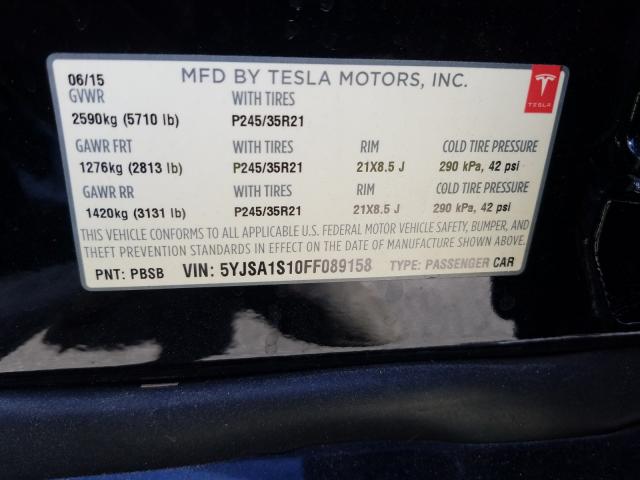 06/15 MFD BY TESLA MOTORS, INC.
GVWR WITH TIRES
2590kg (5710 lb) P245/35R21
GAWR FRT WITH TIRES RIM COLD TIRE PRESSURE
1276kg (2813 lb) P245/35R21 21X8.5 J 290 kPa, 42 psi
GAWR RR WITH TIRES RIM COLD TIRE PRESSURE
1420kg (3131 lb) P245/35R21 21X8.5 J 290 kPa, 42 psi
THIS VEHICLE CONFORMS TO ALL APPLICABLE U.S. FEDERAL MOTOR VEHICLE SAFETY, BUMPER, AND
THEFT PREVENTION STANDARDS IN EFFECT ON THE DATE OF MANUFACTURE SHOWN ABOVE.
PNT: PBSB VIN: 5YJSA1S10FF089158 TYPE: PASSENGER CAR
TESLA